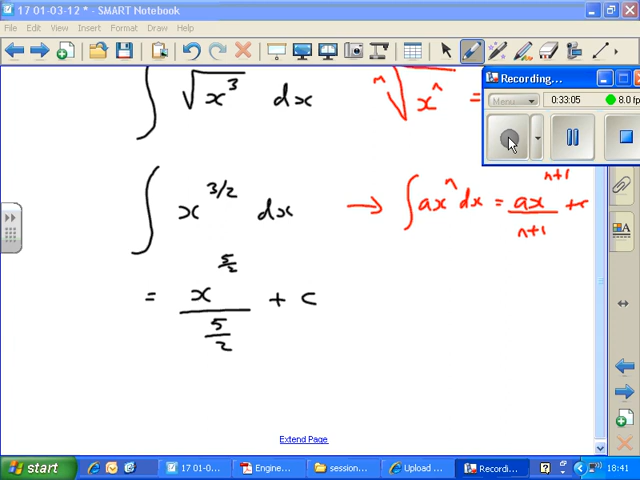 17 01-03-12 * - SMART Notebook
File Edit View Insert Format Draw
Recording...
Menu 0:33:05 8.0 fp
∫ √x³ dx ⁿ√xⁿ =
∫ x^3/2 dx → ∫axⁿ dx = ax^n+1 / n+1 + c
= x^5/2 / 5/2 + c
Extend Page
start 17 01-0... Engine... session... Upload ... Recordi... 18:41